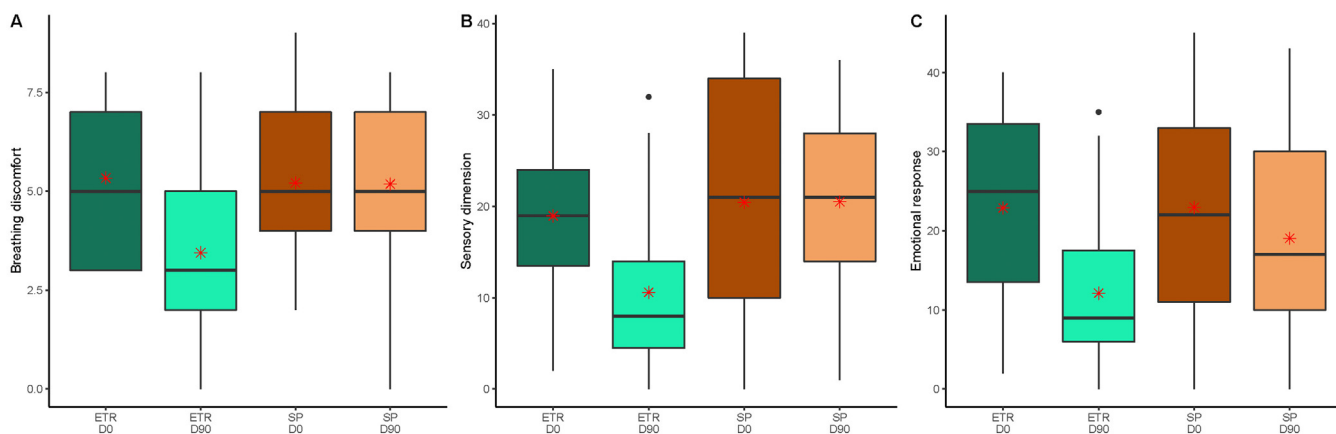 A
Breathing discomfort
7.5
5.0
2.5
0.0
ETR
D0
ETR
D90
SP
D0
SP
D90
B
Sensory dimension
40
30
20
10
0
ETR
D0
ETR
D90
SP
D0
SP
D90
C
Emotional response
40
30
20
10
0
ETR
D0
ETR
D90
SP
D0
SP
D90